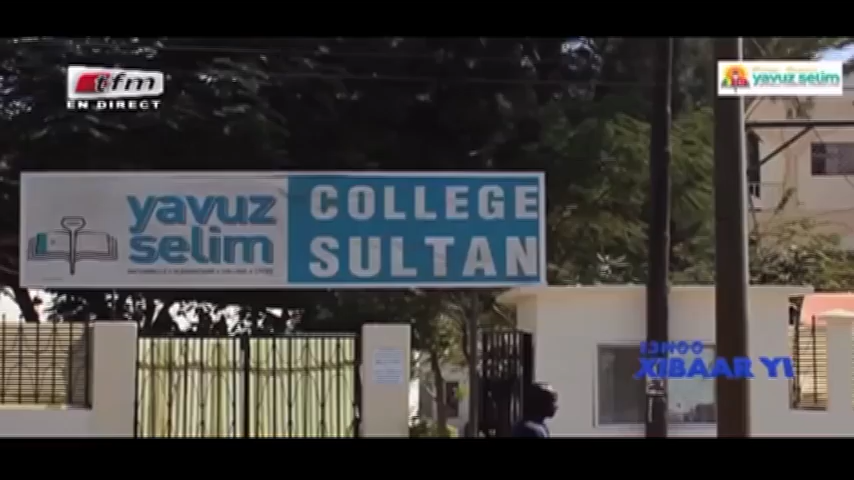 tfm
EN DIRECT
yavuz selim
yavuz
selim
COLLEGE
SULTAN
XIBAAR YI